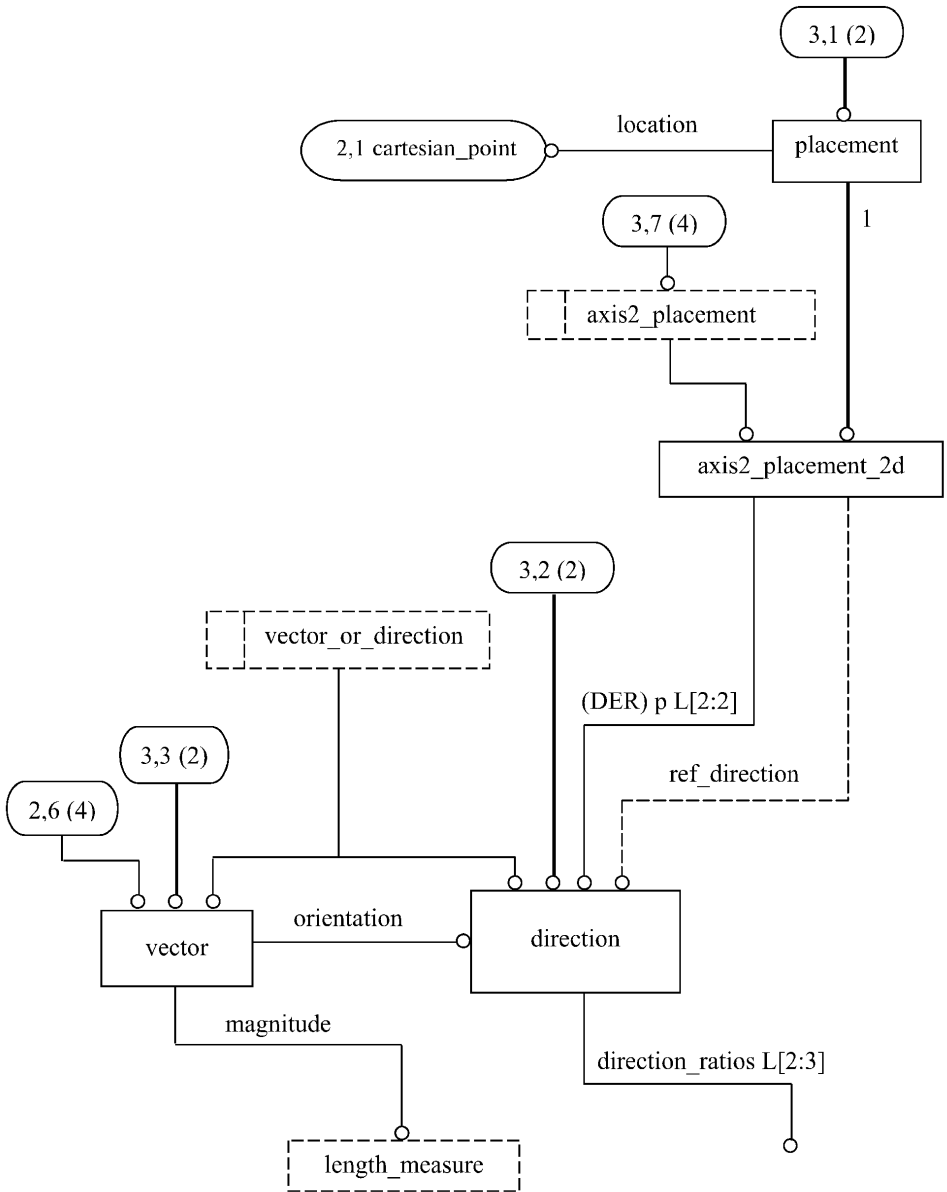 3,1 (2)
location
2,1 cartesian_point
placement
3,7 (4)
1
axis2_placement
axis2_placement_2d
3,2 (2)
vector_or_direction
(DER) p L[2:2]
3,3 (2)
ref_direction
2,6 (4)
orientation
direction
vector
magnitude
direction_ratios L[2:3]
length_measure